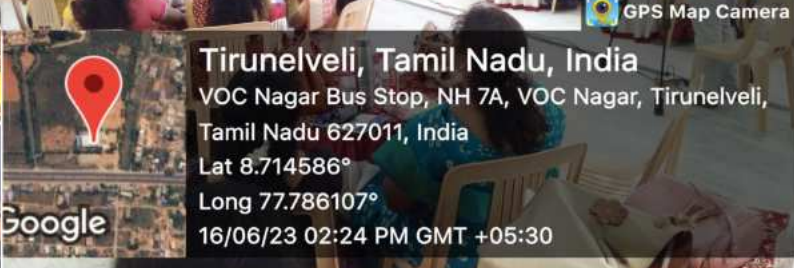 GPS Map Camera
Tirunelveli, Tamil Nadu, India
VOC Nagar Bus Stop, NH 7A, VOC Nagar, Tirunelveli,
Tamil Nadu 627011, India
Lat 8.714586°
Long 77.786107°
16/06/23 02:24 PM GMT +05:30
Google